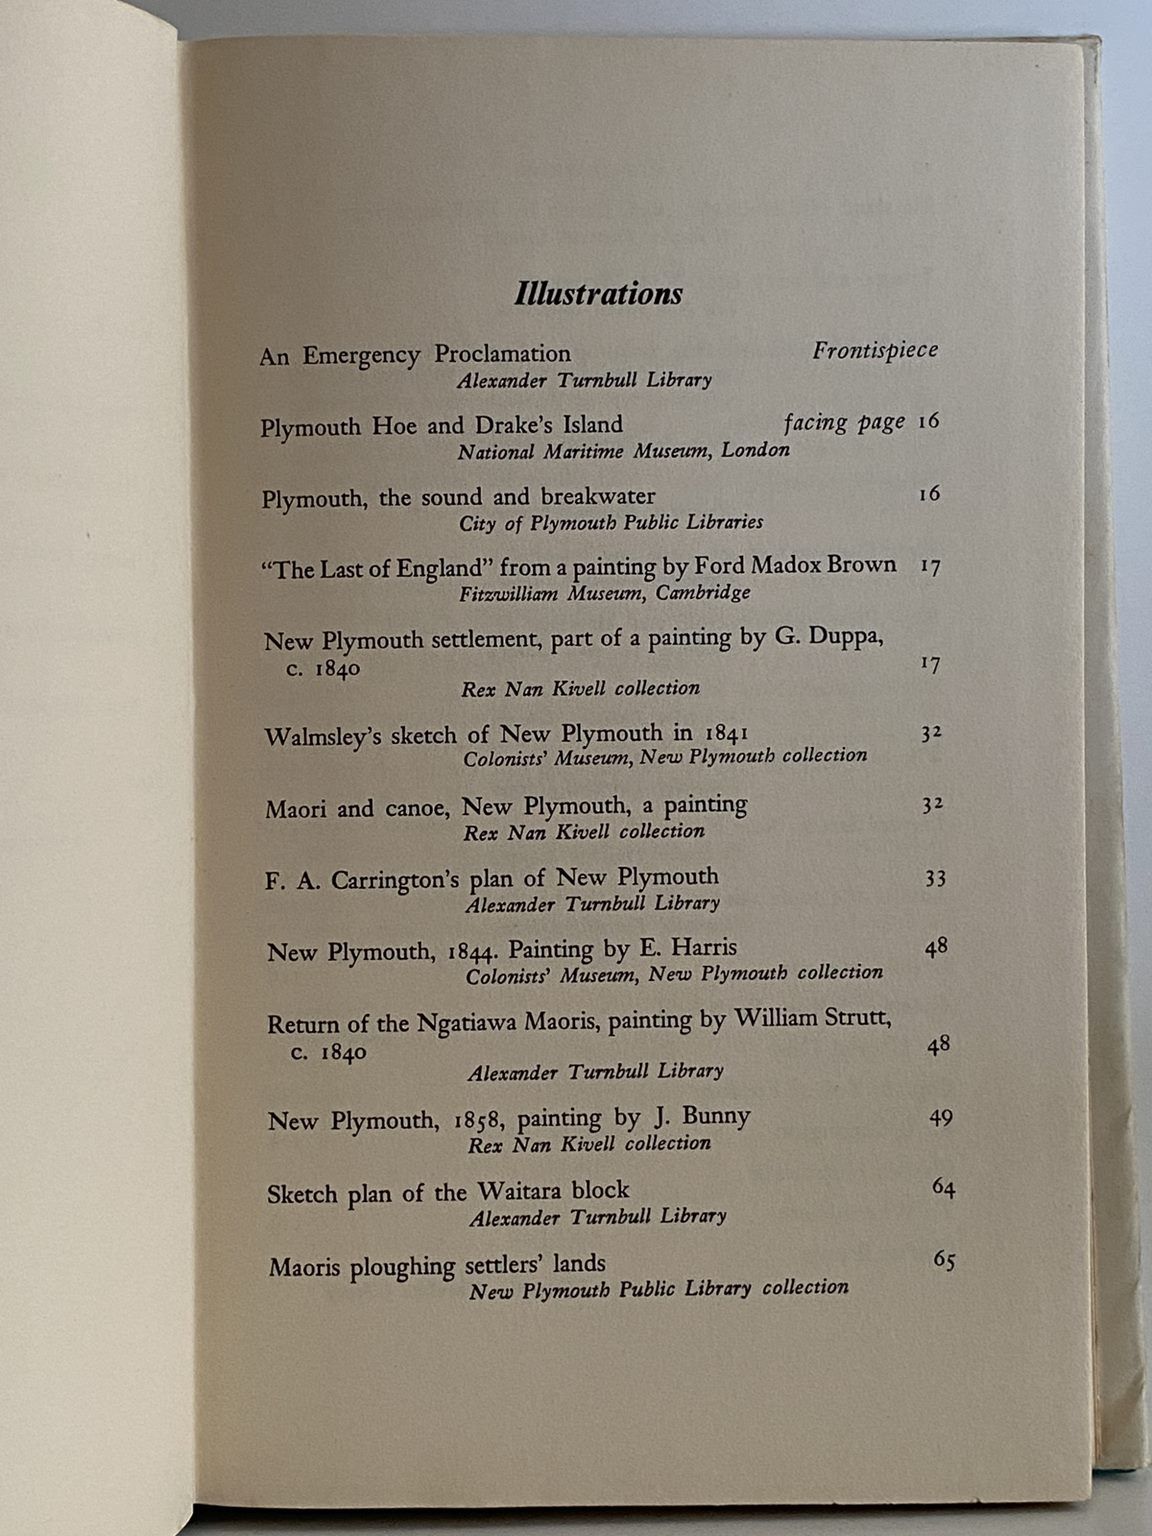 Illustrations
An Emergency Proclamation Frontispiece
Alexander Turnbull Library
Plymouth Hoe and Drake's Island facing page 16
National Maritime Museum, London
Plymouth, the sound and breakwater 16
City of Plymouth Public Libraries
"The Last of England" from a painting by Ford Madox Brown 17
Fitzwilliam Museum, Cambridge
New Plymouth settlement, part of a painting by G. Duppa,
c. 1840 17
Rex Nan Kivell collection
Walmsley's sketch of New Plymouth in 1841 32
Colonists' Museum, New Plymouth collection
Maori and canoe, New Plymouth, a painting 32
Rex Nan Kivell collection
F. A. Carrington's plan of New Plymouth 33
Alexander Turnbull Library
New Plymouth, 1844. Painting by E. Harris 48
Colonists' Museum, New Plymouth collection
Return of the Ngatiawa Maoris, painting by William Strutt,
c. 1840 48
Alexander Turnbull Library
New Plymouth, 1858, painting by J. Bunny 49
Rex Nan Kivell collection
Sketch plan of the Waitara block 64
Alexander Turnbull Library
Maoris ploughing settlers' lands 65
New Plymouth Public Library collection